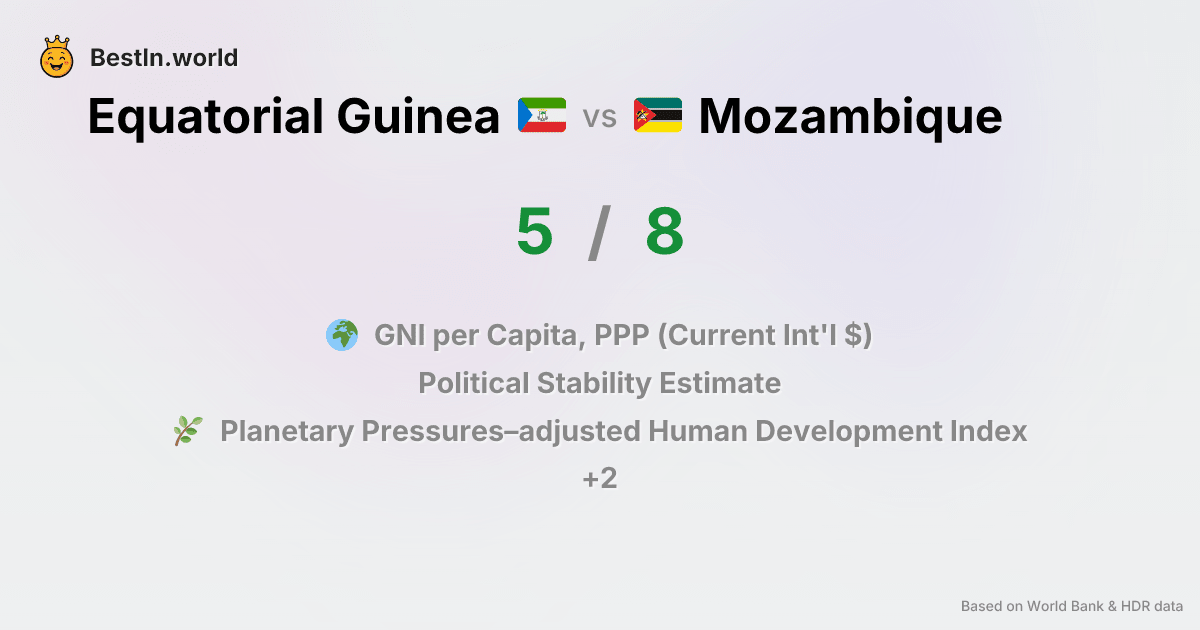 BestIn.world
Equatorial Guinea vs Mozambique
5 / 8
GNI per Capita, PPP (Current Int'l $)
Political Stability Estimate
Planetary Pressures–adjusted Human Development Index
+2
Based on World Bank & HDR data